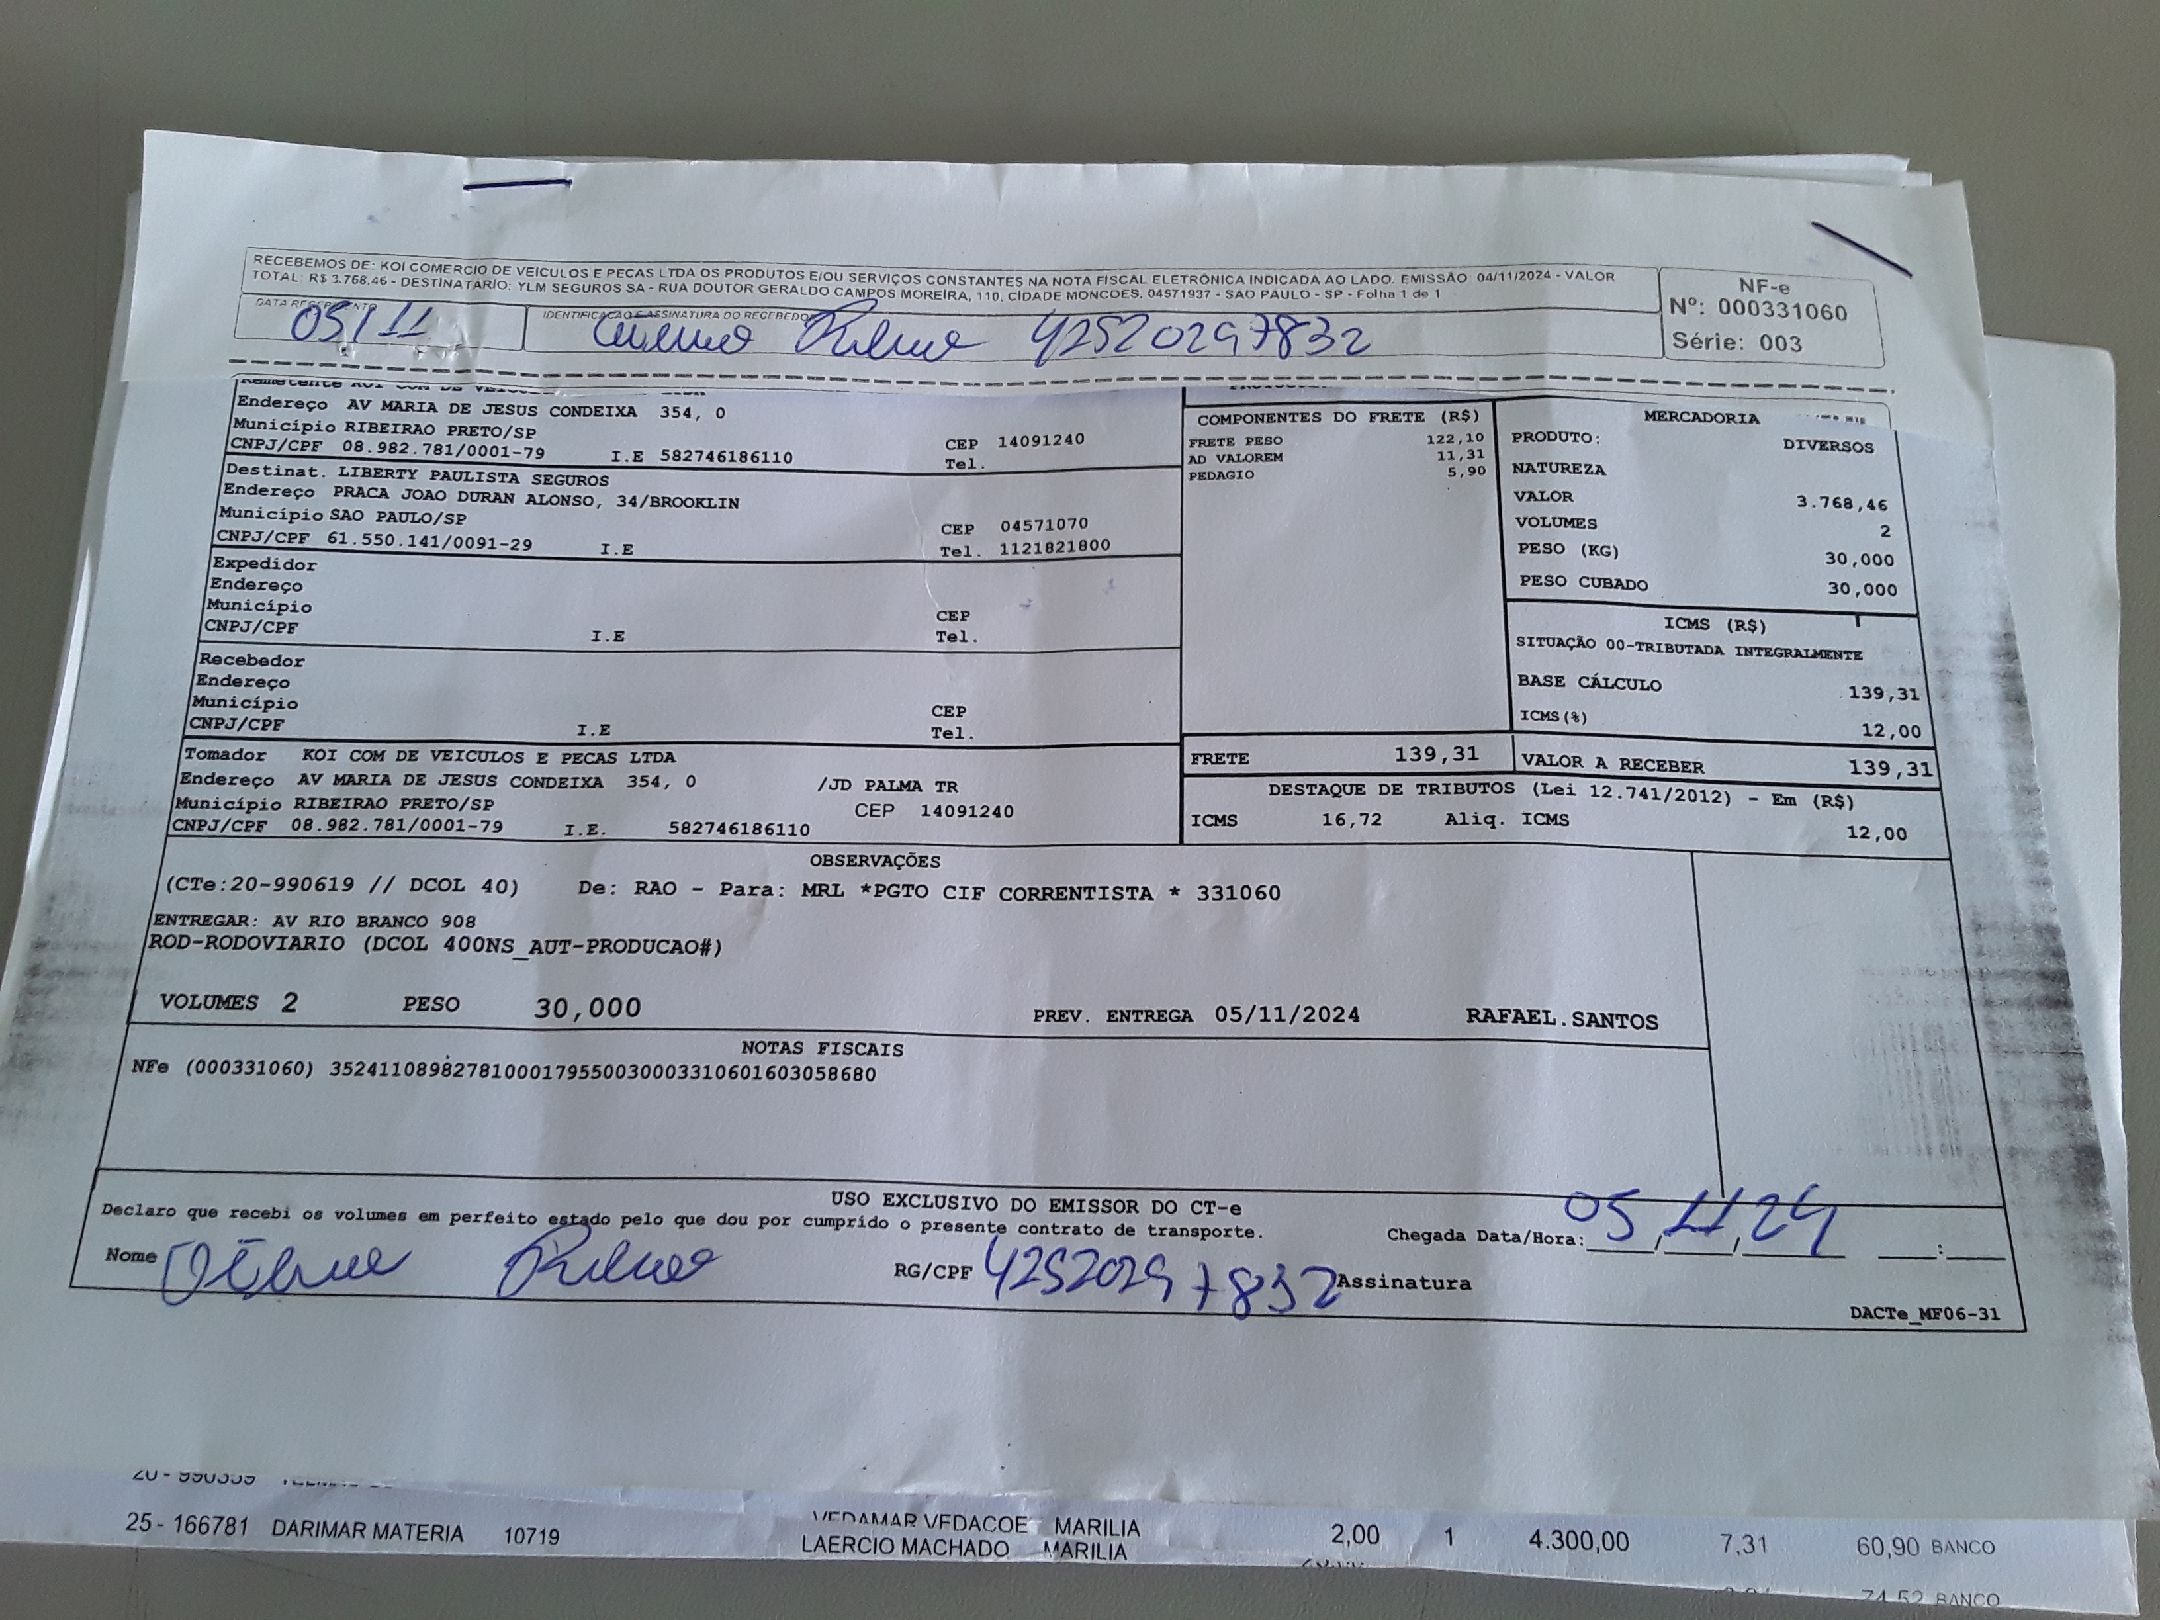 RECEBEMOS DE: KOI COMERCIO DE VEICULOS E PECAS LTDA OS PRODUTOS E/OU SERVIÇOS CONSTANTES NA NOTA FISCAL ELETRÔNICA INDICADA AO LADO. EMISSÃO 04/11/2024 - VALOR
TOTAL: R$ 3.768,46 - DESTINATÁRIO: YLM SEGUROS SA - RUA DOUTOR GERALDO CAMPOS MOREIRA, 110, CIDADE MONCOES, 04571937 - SAO PAULO - SP - Folha 1 de 1
NF-e
Nº: 000331060
Série: 003
DATA RECEBIMENTO
05/11
IDENTIFICAÇÃO E ASSINATURA DO RECEBEDOR
42520297832
Endereço AV MARIA DE JESUS CONDEIXA 354, 0
Município RIBEIRAO PRETO/SP
CEP 14091240
CNPJ/CPF 08.982.781/0001-79 I.E 582746186110
Tel.
Destinat. LIBERTY PAULISTA SEGUROS
Endereço PRACA JOAO DURAN ALONSO, 34/BROOKLIN
Município SAO PAULO/SP
CEP 04571070
CNPJ/CPF 61.550.141/0091-29 I.E
Tel. 1121821800
Expedidor
Endereço
Município
CEP
CNPJ/CPF I.E Tel.
Recebedor
Endereço
Município
CEP
CNPJ/CPF I.E Tel.
Tomador KOI COM DE VEICULOS E PECAS LTDA
Endereço AV MARIA DE JESUS CONDEIXA 354, 0 /JD PALMA TR
Município RIBEIRAO PRETO/SP CEP 14091240
CNPJ/CPF 08.982.781/0001-79 I.E. 582746186110
COMPONENTES DO FRETE (R$)
FRETE PESO 122,10
AD VALOREM 11,31
PEDAGIO 5,90
MERCADORIA
PRODUTO: DIVERSOS
NATUREZA
VALOR 3.768,46
VOLUMES 2
PESO (KG) 30,000
PESO CUBADO 30,000
ICMS (R$)
SITUAÇÃO 00-TRIBUTADA INTEGRALMENTE
BASE CÁLCULO 139,31
ICMS(%) 12,00
FRETE 139,31
VALOR A RECEBER 139,31
DESTAQUE DE TRIBUTOS (Lei 12.741/2012) - Em (R$)
ICMS 16,72 Aliq. ICMS 12,00
OBSERVAÇÕES
(CTe:20-990619 // DCOL 40) De: RAO - Para: MRL *PGTO CIF CORRENTISTA * 331060
ENTREGAR: AV RIO BRANCO 908
ROD-RODOVIARIO (DCOL 400NS_AUT-PRODUCAO#)
VOLUMES 2 PESO 30,000 PREV. ENTREGA 05/11/2024 RAFAEL.SANTOS
NOTAS FISCAIS
NFe (000331060) 35241108982781000179550030003310601603058680
USO EXCLUSIVO DO EMISSOR DO CT-e
Declaro que recebi os volumes em perfeito estado pelo que dou por cumprido o presente contrato de transporte.
Chegada Data/Hora: 05/11/24 :
Nome RG/CPF 42520297832 Assinatura
DACTe_MF06-31
VEDAMAR VEDACOE MARILIA
25 - 166781 DARIMAR MATERIA 10719 LAERCIO MACHADO MARILIA 2,00 1 4.300,00 7,31 60,90 BANCO
74,52 BANCO